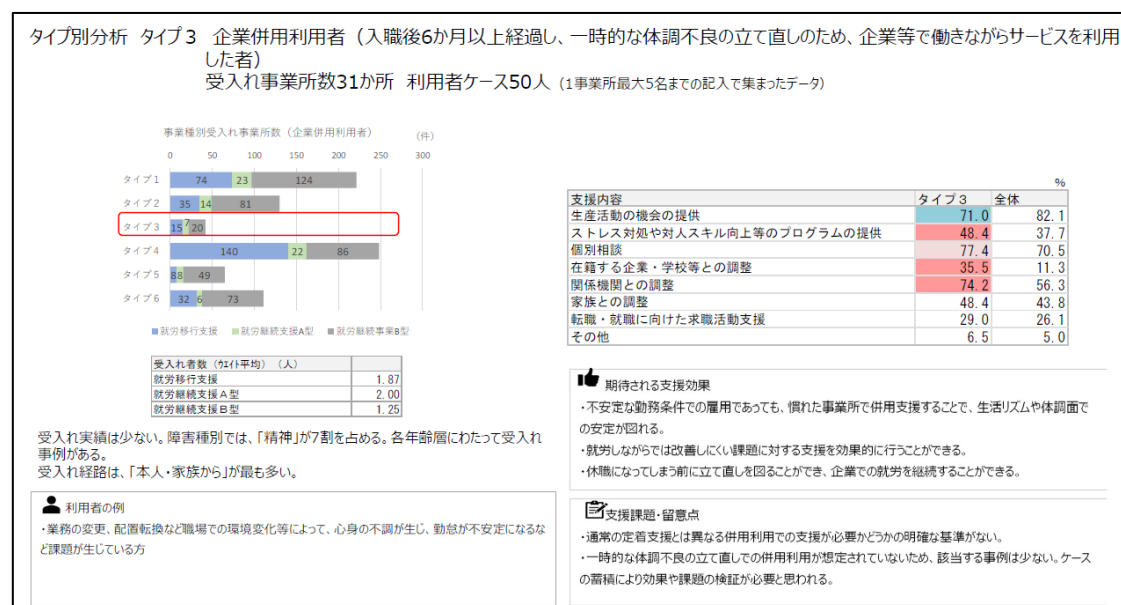 タイプ別分析 タイプ3 企業併用利用者（入職後6か月以上経過し、一時的な体調不良の立て直しのため、企業等で働きながらサービスを利用
した者）
受入れ事業所数31か所 利用者ケース50人（1事業所最大5名までの記入で集まったデータ）
事業種別受入れ事業所数（企業併用利用者）
（件）
0 50 100 150 200 250 300
タイプ1 74 23 124
タイプ2 35 14 81
タイプ3 15 7 20
タイプ4 140 22 86
タイプ5 8 8 49
タイプ6 32 6 73
■就労移行支援 ■就労継続支援A型 ■就労継続事業B型
受入れ者数（ウエイト平均）（人）
就労移行支援 1.87
就労継続支援A型 2.00
就労継続支援B型 1.25
受入れ実績は少ない。障害種別では、「精神」が7割を占める。各年齢層にわたって受入れ
事例がある。
受入れ経路は、「本人・家族から」が最も多い。
利用者の例
・業務の変更、配置転換など職場での環境変化等によって、心身の不調が生じ、勤怠が不安定になるな
ど課題が生じている方
%
支援内容 タイプ3 全体
生産活動の機会の提供 71.0 82.1
ストレス対処や対人スキル向上等のプログラムの提供 48.4 37.7
個別相談 77.4 70.5
在籍する企業・学校等との調整 35.5 11.3
関係機関との調整 74.2 56.3
家族との調整 48.4 43.8
転職・就職に向けた求職活動支援 29.0 26.1
その他 6.5 5.0
期待される支援効果
・不安定な勤務条件での雇用であっても、慣れた事業所で併用支援することで、生活リズムや体調面で
の安定が図れる。
・就労しながらでは改善しにくい課題に対する支援を効果的に行うことができる。
・休職になってしまう前に立て直しを図ることができ、企業での就労を継続することができる。
支援課題・留意点
・通常の定着支援とは異なる併用利用での支援が必要かどうかの明確な基準がない。
・一時的な体調不良の立て直しでの併用利用が想定されていないため、該当する事例は少ない。ケース
の蓄積により効果や課題の検証が必要と思われる。